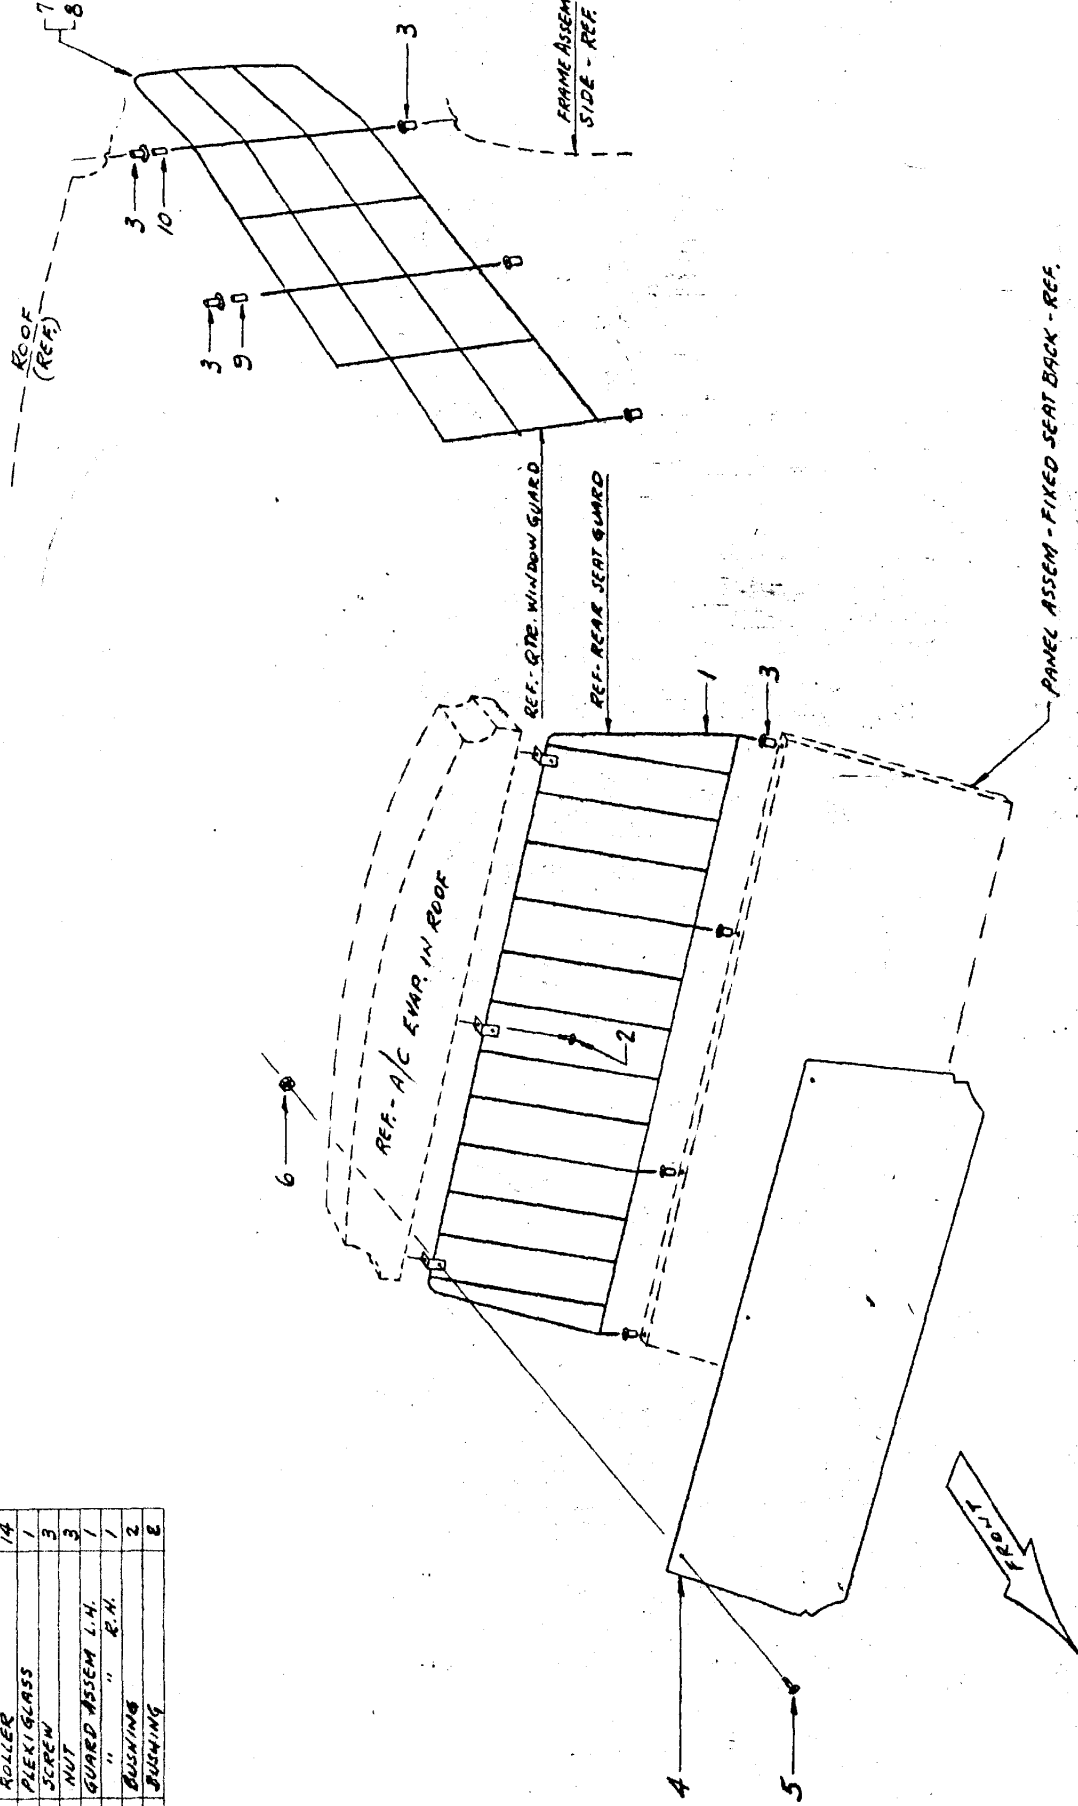 ROLLER 14
PLEXIGLASS 1
SCREW 3
NUT 3
GUARD ASSEM L.H. 1
" " R.H. 1
BUSHING 2
BUSHING 2
7
8
ROOF
(REF.)
3
10
3
9
3
FRAME ASSEM
SIDE - REF.
REF. - QTR. WINDOW GUARD
REF - REAR SEAT GUARD
1
3
REF. - A/C EVAP. IN ROOF
2
6
PANEL ASSEM - FIXED SEAT BACK - REF.
4
5
FRONT